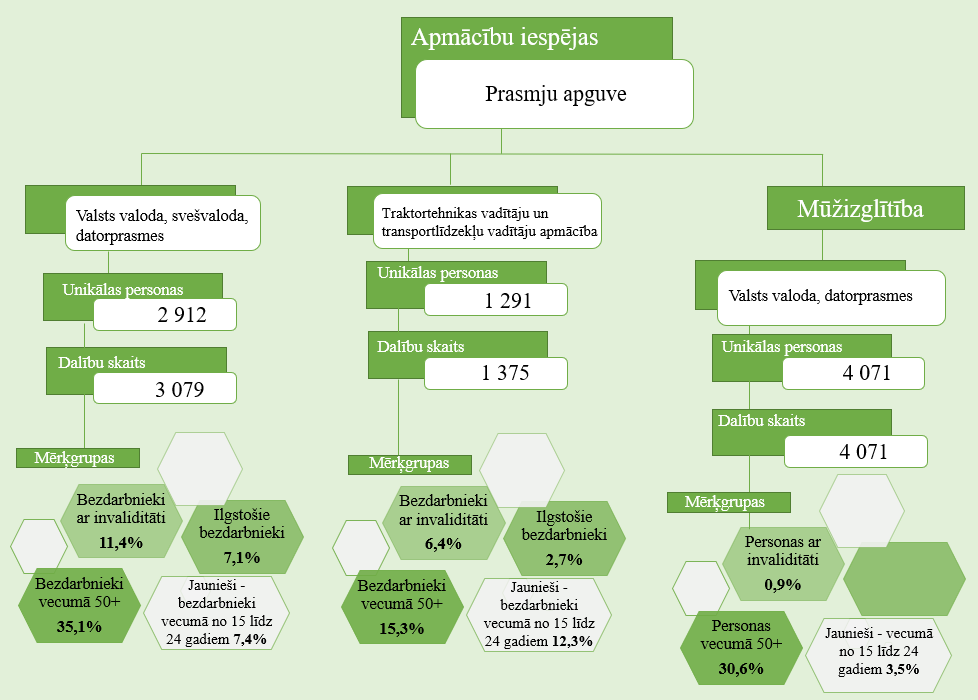 Apmācību iespējas
Prasmju apguve
Valsts valoda, svešvaloda,
datorprasmes
Unikālas personas
2 912
Dalību skaits
3 079
Mērķgrupas
Bezdarbnieki
ar invaliditāti
11,4%
Ilgstošie
bezdarbnieki
7,1%
Bezdarbnieki
vecumā 50+
35,1%
Jaunieši -
bezdarbnieki
vecumā no 15 līdz
24 gadiem 7,4%
Traktortehnikas vadītāju un
transportlīdzekļu vadītāju apmācība
Unikālas personas
1 291
Dalību skaits
1 375
Mērķgrupas
Bezdarbnieki
ar invaliditāti
6,4%
Ilgstošie
bezdarbnieki
2,7%
Bezdarbnieki
vecumā 50+
15,3%
Jaunieši -
bezdarbnieki
vecumā no 15 līdz
24 gadiem 12,3%
Mūžizglītība
Valsts valoda, datorprasmes
Unikālas personas
4 071
Dalību skaits
4 071
Mērķgrupas
Personas ar
invaliditāti
0,9%
Personas
vecumā 50+
30,6%
Jaunieši - vecumā
no 15 līdz 24
gadiem 3,5%